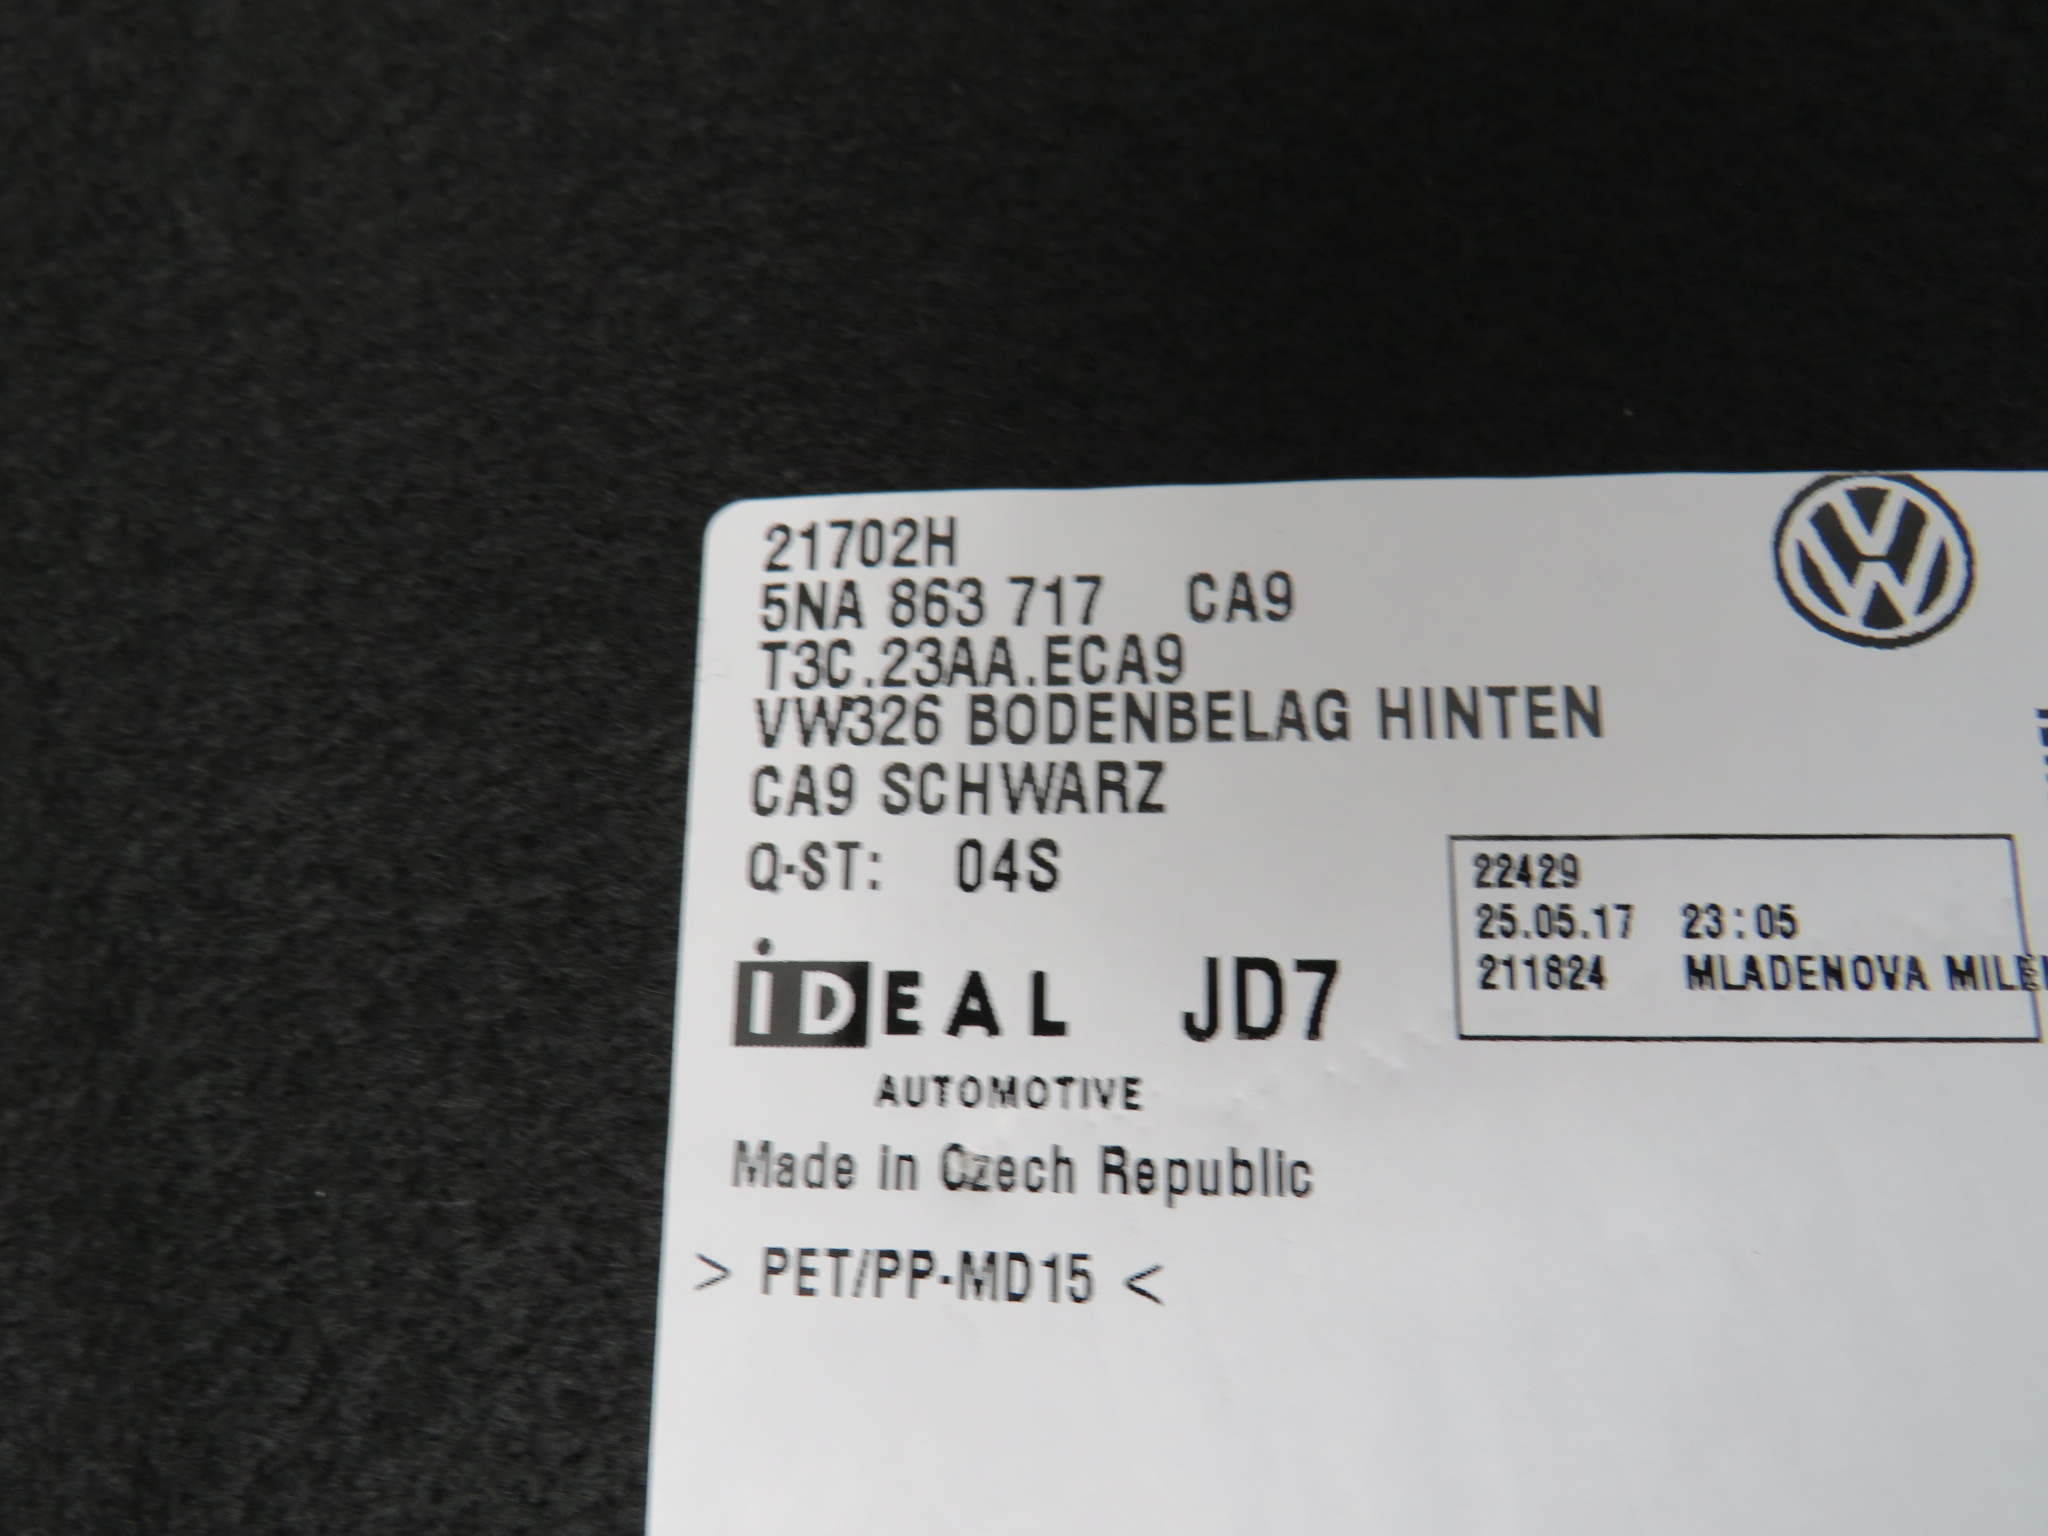 21702H
5NA 863 717 CA9
T3C.23AA.ECA9
VW326 BODENBELAG HINTEN
CA9 SCHWARZ
Q-ST: 04S
22429
25.05.17 23:05
211824 MLADENOVA
iDEAL JD7
AUTOMOTIVE
Made in Czech Republic
> PET/PP-MD15 <